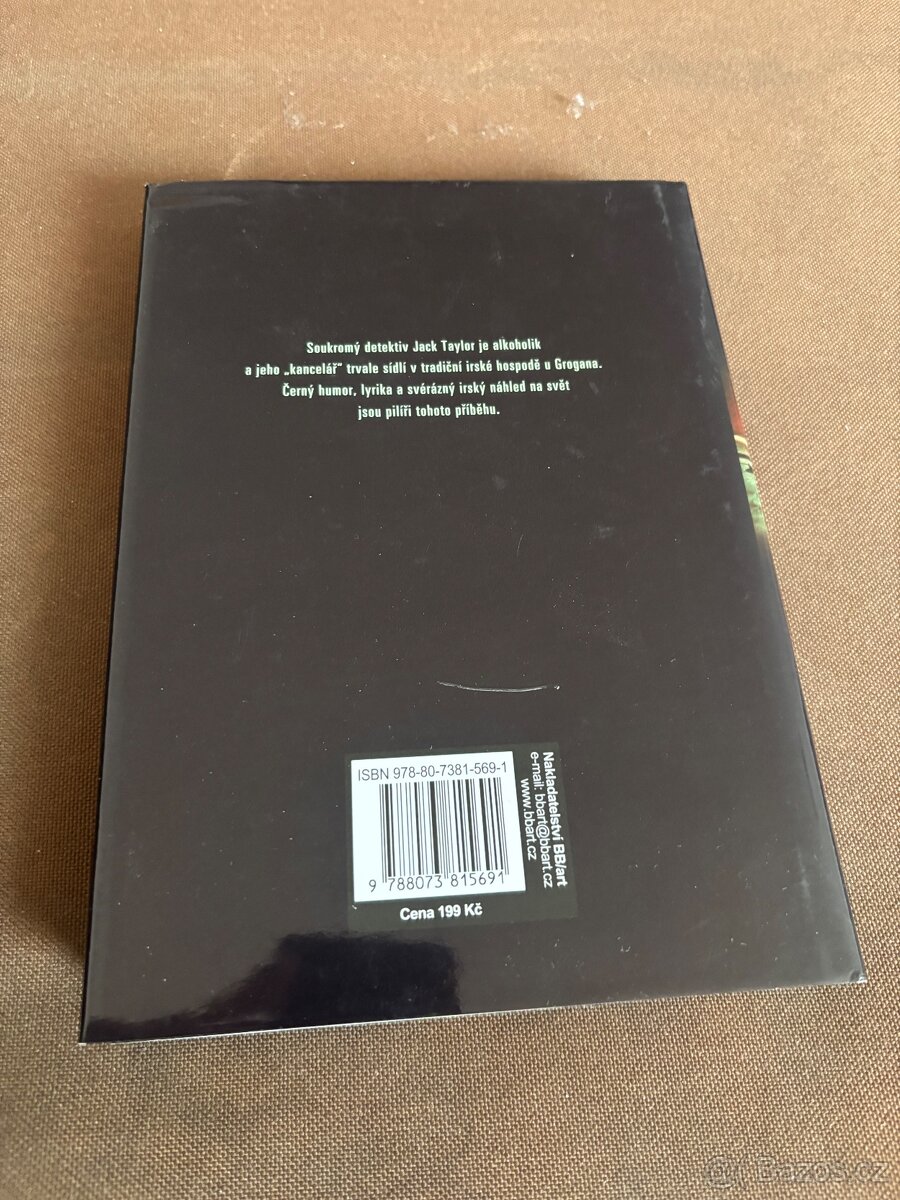 Soukromý detektiv Jack Taylor je alkoholik
a jeho „kancelář" trvale sídlí v tradiční irské hospodě u Grogana.
Černý humor, lyrika a svérázný irský náhled na svět
jsou pilíři tohoto příběhu.
ISBN 978-80-7381-569-1
9 788073 815691
Cena 199 Kč
Nakladatelství BB/art
e-mail: bbart@bbart.cz
www.bbart.cz
@ Bazoš.cz